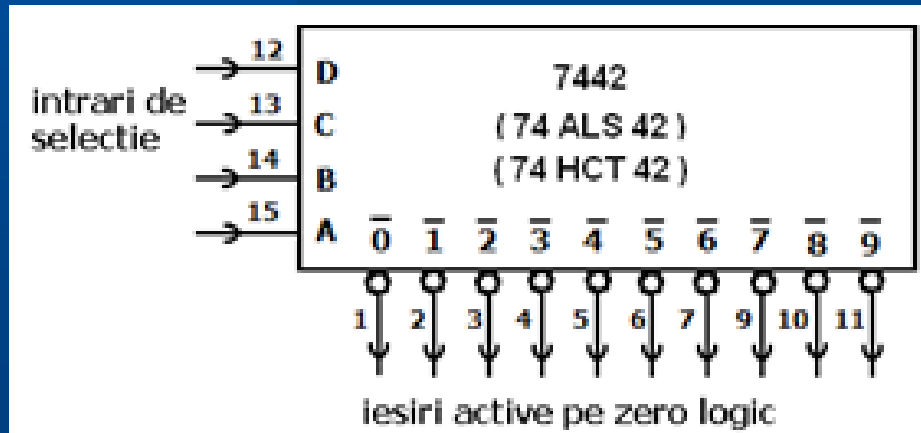 12 D 7442
intrari de 13 C ( 74 ALS 42 )
selectie 14 B ( 74 HCT 42 )
15 A 0̅ 1̅ 2̅ 3̅ 4̅ 5̅ 6̅ 7̅ 8̅ 9̅
1 2 3 4 5 6 7 9 10 11
iesiri active pe zero logic